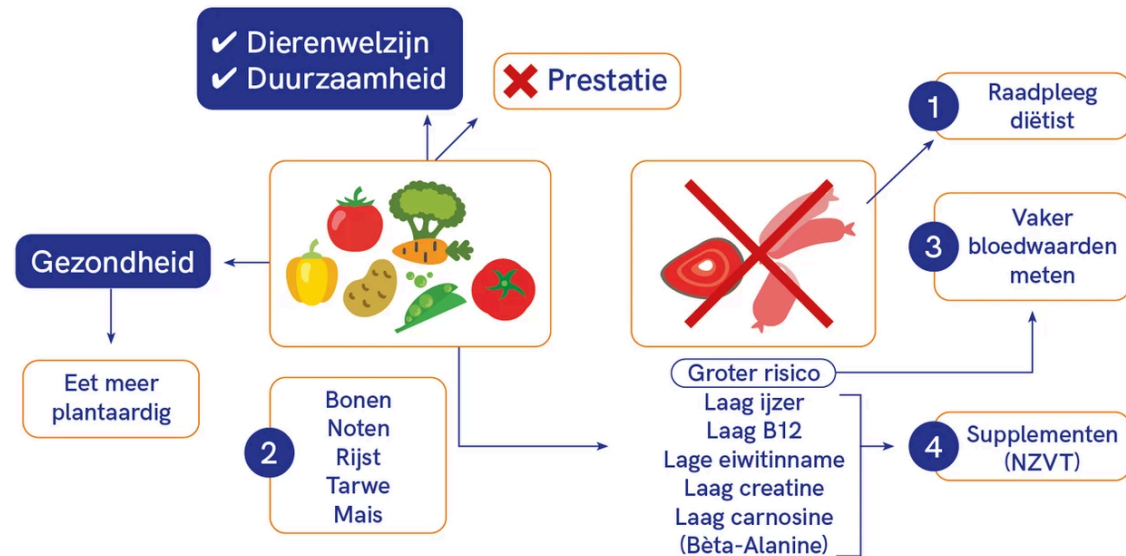 ✔ Dierenwelzijn
✔ Duurzaamheid
Prestatie
1
Raadpleeg
diëtist
Gezondheid
3
Vaker
bloedwaarden
meten
Eet meer
plantaardig
2
Bonen
Noten
Rijst
Tarwe
Mais
Groter risico
Laag ijzer
Laag B12
Lage eiwitinname
Laag creatine
Laag carnosine
(Bèta-Alanine)
4
Supplementen
(NZVT)